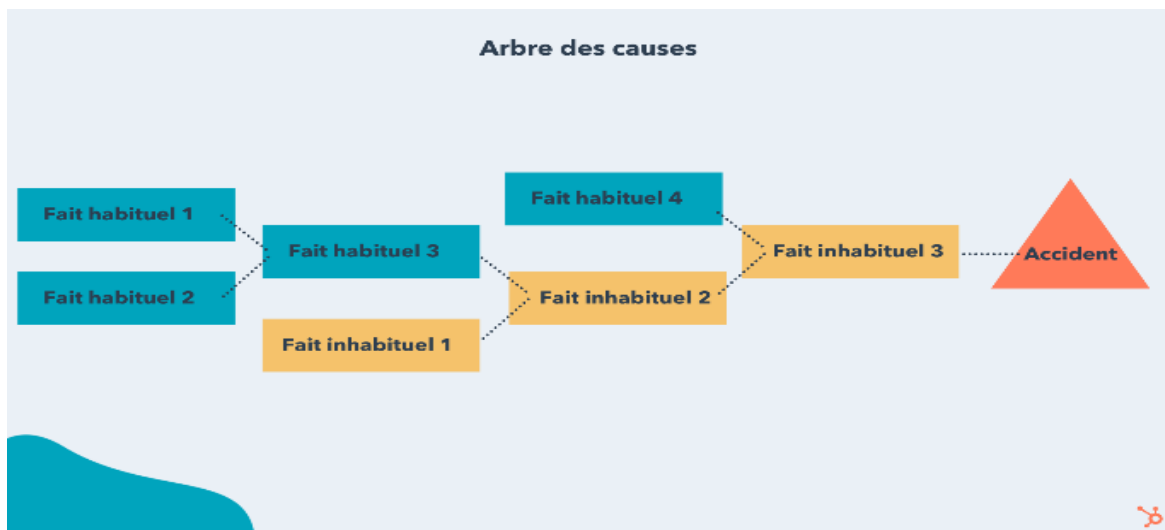 Arbre des causes
Fait habituel 1
Fait habituel 2
Fait habituel 3
Fait inhabituel 1
Fait habituel 4
Fait inhabituel 2
Fait inhabituel 3
Accident